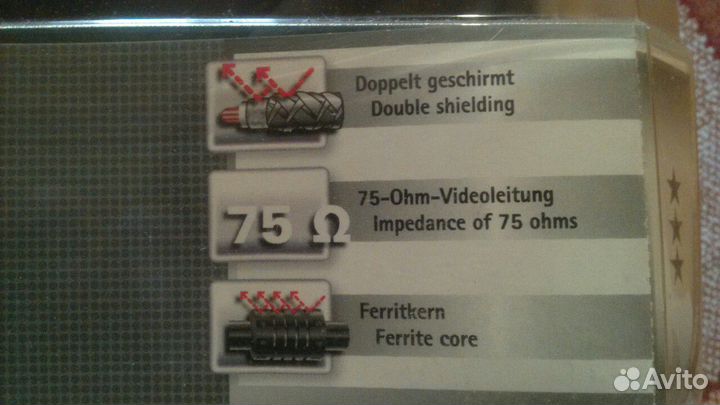 Doppelt geschirmt
Double shielding
75 Ω
75-Ohm-Videoleitung
Impedance of 75 ohms
Ferritkern
Ferrite core
Avito